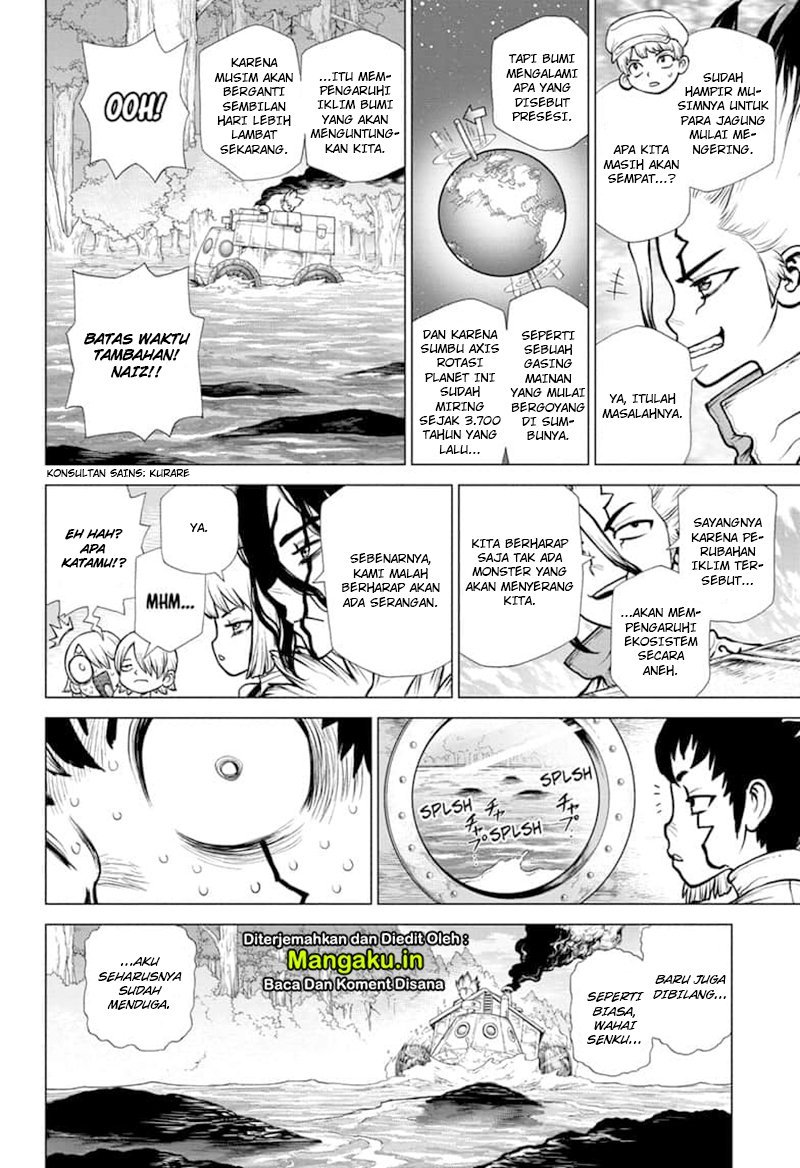 SUDAH
HAMPIR MU-
SIMNYA UNTUK
PARA JAGUNG
MULAI ME-
NGERING.
APA KITA
MASIH AKAN
SEMPAT...?
YA, ITULAH
MASALAHNYA.
TAPI BUMI
MENGALAMI
APA YANG
DISEBUT
PRESESI.
SEPERTI
SEBUAH
GASING
MAINAN
YANG MULAI
BERGOYANG
DI SUM-
BUNYA.
DAN KARENA
SUMBU AXIS
ROTASI
PLANET INI
SUDAH
MIRING
SEJAK 3.700
TAHUN YANG
LALU...
...ITU MEM-
PENGARUHI
IKLIM BUMI
YANG AKAN
MENGUNTUNG-
KAN KITA.
KARENA
MUSIM AKAN
BERGANTI
SEMBILAN
HARI LEBIH
LAMBAT
SEKARANG.
OOH!
BATAS WAKTU
TAMBAHAN!
NAIZ!!
KONSULTAN SAINS: KURARE
SAYANGNYA
KARENA PE-
RUBAHAN
IKLIM TER-
SEBUT...
...AKAN MEM-
PENGARUHI
EKOSISTEM
SECARA
ANEH.
KITA BERHARAP
SAJA TAK ADA
MONSTER YANG
AKAN MENYERANG
KITA.
SEBENARNYA,
KAMI MALAH
BERHARAP AKAN
ADA SERANGAN.
YA.
MHM...
EH HAH?
APA
KATAMU!?
SPLSH
チャプ
SPLSH
チャプ
SPLSH
チャプ
BARU JUGA
DIBILANG...
SEPERTI
BIASA,
WAHAI
SENKU...
...AKU
SEHARUSNYA
SUDAH
MENDUGA.
Diterjemahkan dan Diedit Oleh :
Mangaku.in
Baca Dan Koment Disana